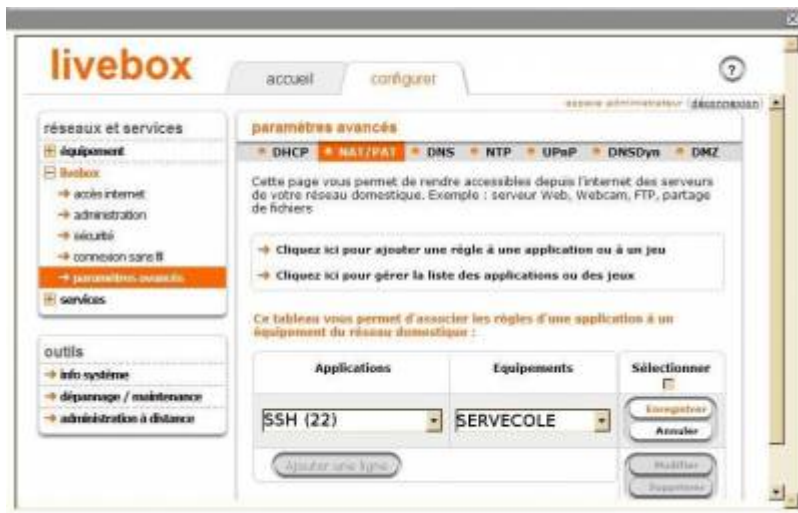 livebox
accueil
configurer
?
espace administrateur (déconnexion)
réseaux et services
équipement
livebox
accès internet
administration
sécurité
connexion sans fil
paramètres avancés
services
outils
info système
dépannage / maintenance
administration à distance
paramètres avancés
DHCP NAT/PAT DNS NTP UPnP DNSDyn DMZ
Cette page vous permet de rendre accessibles depuis l'internet des serveurs
de votre réseau domestique. Exemple : serveur Web, Webcam, FTP, partage
de fichiers
Cliquez ici pour ajouter une règle à une application ou à un jeu
Cliquez ici pour gérer la liste des applications ou des jeux
Ce tableau vous permet d'associer les règles d'une application à un
équipement du réseau domestique :
Applications Equipements Sélectionner
SSH (22) SERVECOLE Enregistrer
Annuler
Ajouter une ligne Modifier
Supprimer